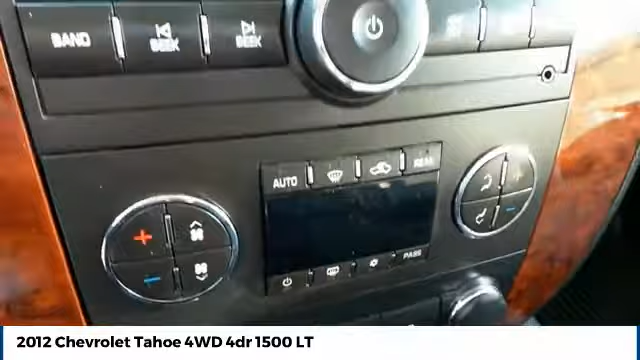 BAND SEEK SEEK
AUTO REAR
PASS
2012 Chevrolet Tahoe 4WD 4dr 1500 LT